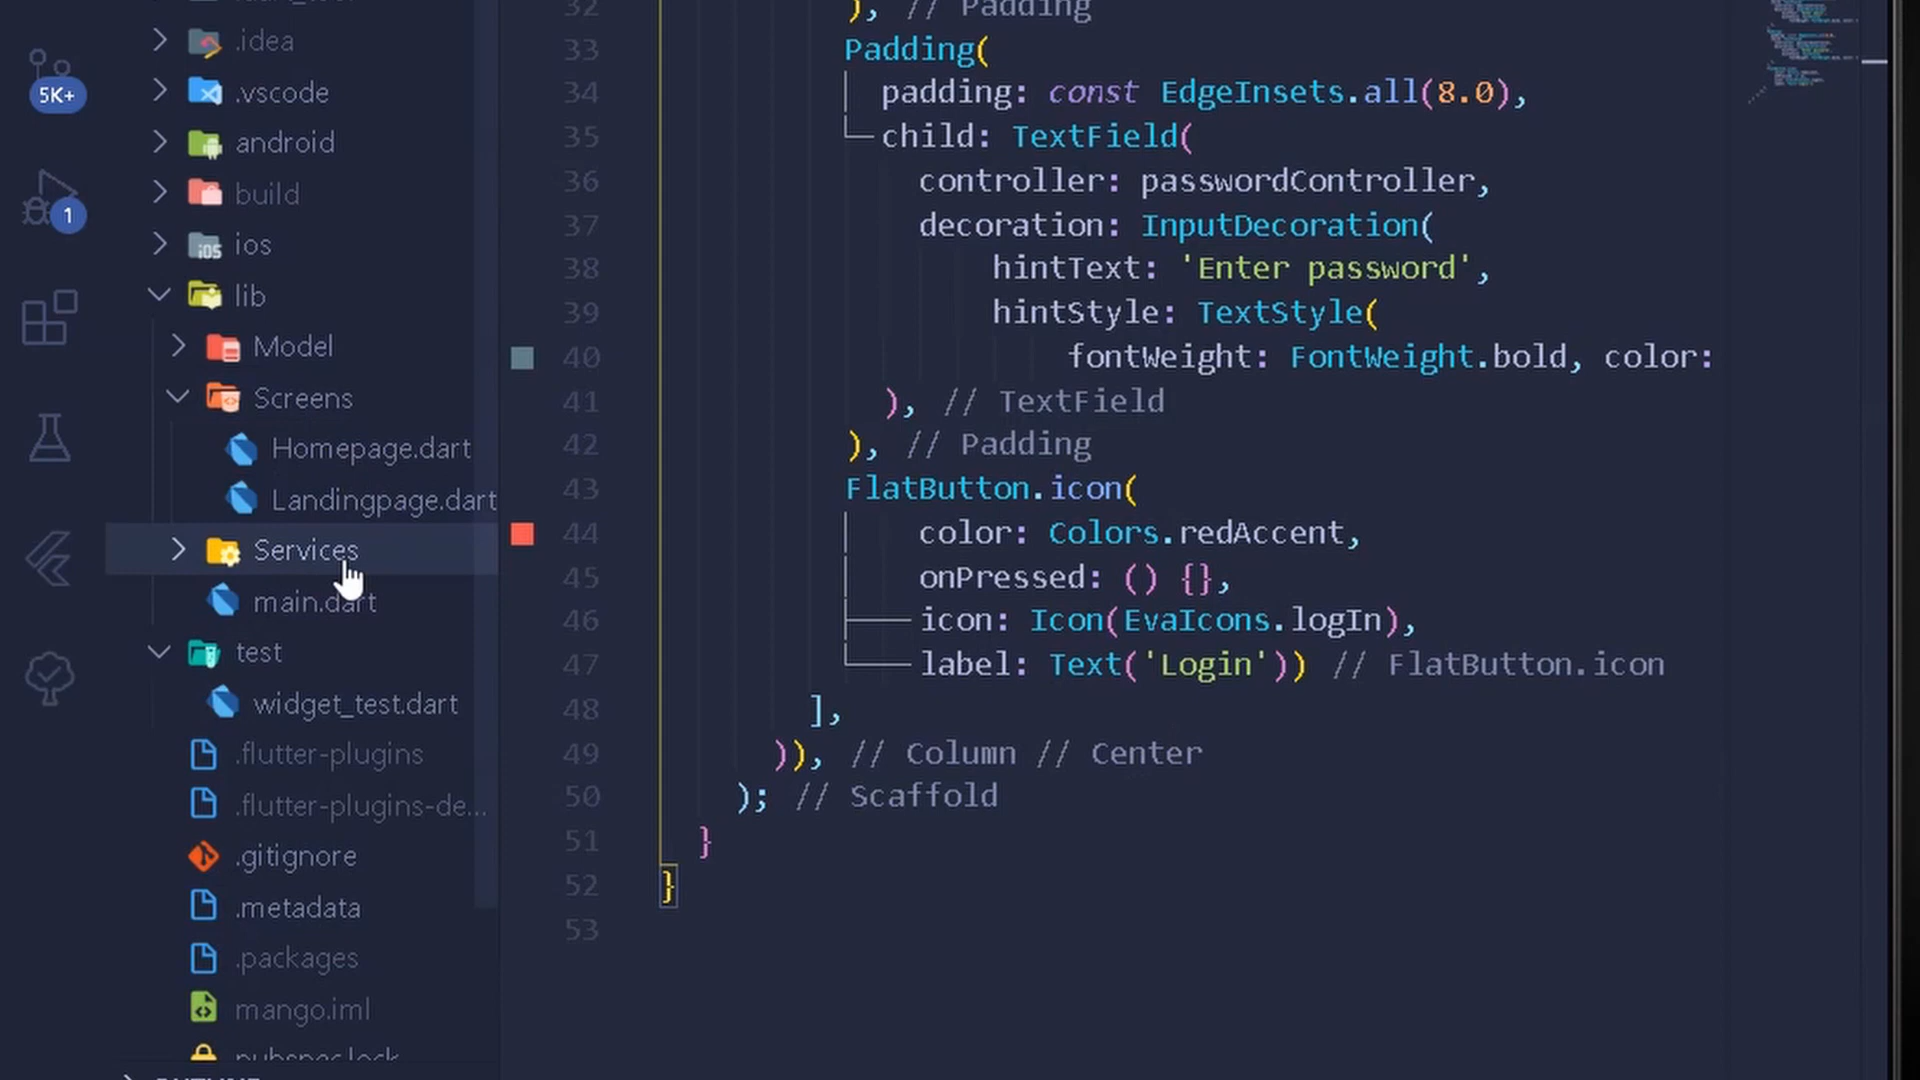 5K+
1
.idea
.vscode
android
build
ios
lib
Model
Screens
Homepage.dart
Landingpage.dart
Services
main.dart
test
widget_test.dart
.flutter-plugins
.flutter-plugins-de...
.gitignore
.metadata
.packages
mango.iml
pubspec.lock
32 ), // Padding
33 Padding(
34 padding: const EdgeInsets.all(8.0),
35 child: TextField(
36 controller: passwordController,
37 decoration: InputDecoration(
38 hintText: 'Enter password',
39 hintStyle: TextStyle(
40 fontWeight: FontWeight.bold, color:
41 ), // TextField
42 ), // Padding
43 FlatButton.icon(
44 color: Colors.redAccent,
45 onPressed: () {},
46 icon: Icon(EvaIcons.logIn),
47 label: Text('Login')) // FlatButton.icon
48 ],
49 )), // Column // Center
50 ); // Scaffold
51 }
52 }
53